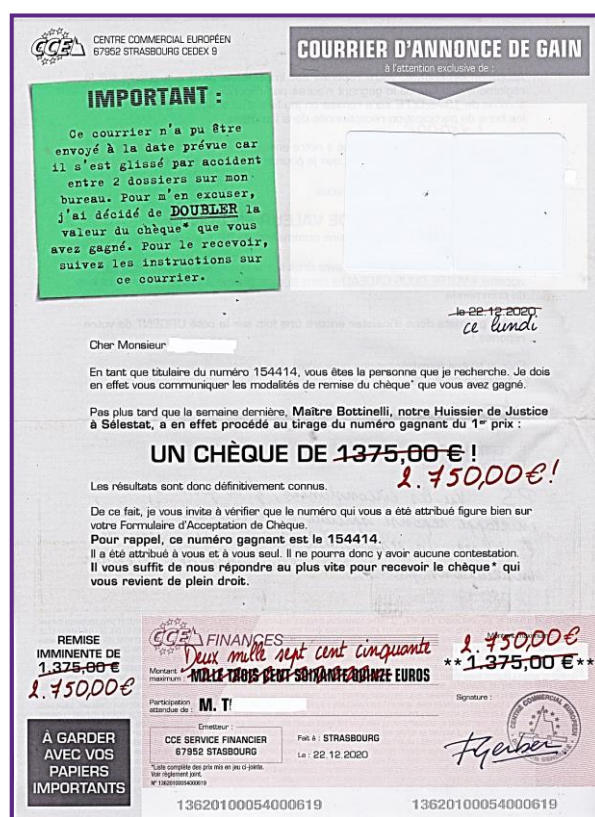 CCE
CENTRE COMMERCIAL EUROPÉEN
67952 STRASBOURG CEDEX 9
COURRIER D'ANNONCE DE GAIN
à l'attention exclusive de :
IMPORTANT :
Ce courrier n'a pu être
envoyé à la date prévue car
il s'est glissé par accident
entre 2 dossiers sur mon
bureau. Pour m'en excuser,
j'ai décidé de DOUBLER la
valeur du chèque* que vous
avez gagné. Pour le recevoir,
suivez les instructions sur
ce courrier.
le 22.12.2020
ce lundi
Cher Monsieur
En tant que titulaire du numéro 154414, vous êtes la personne que je recherche. Je dois
en effet vous communiquer les modalités de remise du chèque* que vous avez gagné.
Pas plus tard que la semaine dernière, Maître Bottinelli, notre Huissier de Justice
à Sélestat, a en effet procédé au tirage du numéro gagnant du 1er prix :
UN CHÈQUE DE 1375,00 € !
2.750,00€!
Les résultats sont donc définitivement connus.
De ce fait, je vous invite à vérifier que le numéro qui vous a été attribué figure bien sur
votre Formulaire d'Acceptation de Chèque.
Pour rappel, ce numéro gagnant est le 154414.
Il a été attribué à vous et à vous seul. Il ne pourra donc y avoir aucune contestation.
Il vous suffit de nous répondre au plus vite pour recevoir le chèque* qui
vous revient de plein droit.
REMISE
IMMINENTE DE
1.375,00 €
2.750,00€
À GARDER
AVEC VOS
PAPIERS
IMPORTANTS
CCE FINANCES
Deux mille sept cent cinquante
Montant maximum
2.750,00€
**1.375,00 €**
Montant
maximum : MILLE TROIS CENT SOIXANTE QUINZE EUROS
Participation
attendue de : M. T
Signature :
Emetteur :
CCE SERVICE FINANCIER
67952 STASBOURG
Fait à : STRASBOURG
Le : 22.12.2020
FGerber
CENTRE COMMERCIAL EUROPÉEN
*Liste complète des prix mis en jeu ci-jointe.
Voir règlement joint.
N° 136201000054000619
136201000054000619
136201000054000619